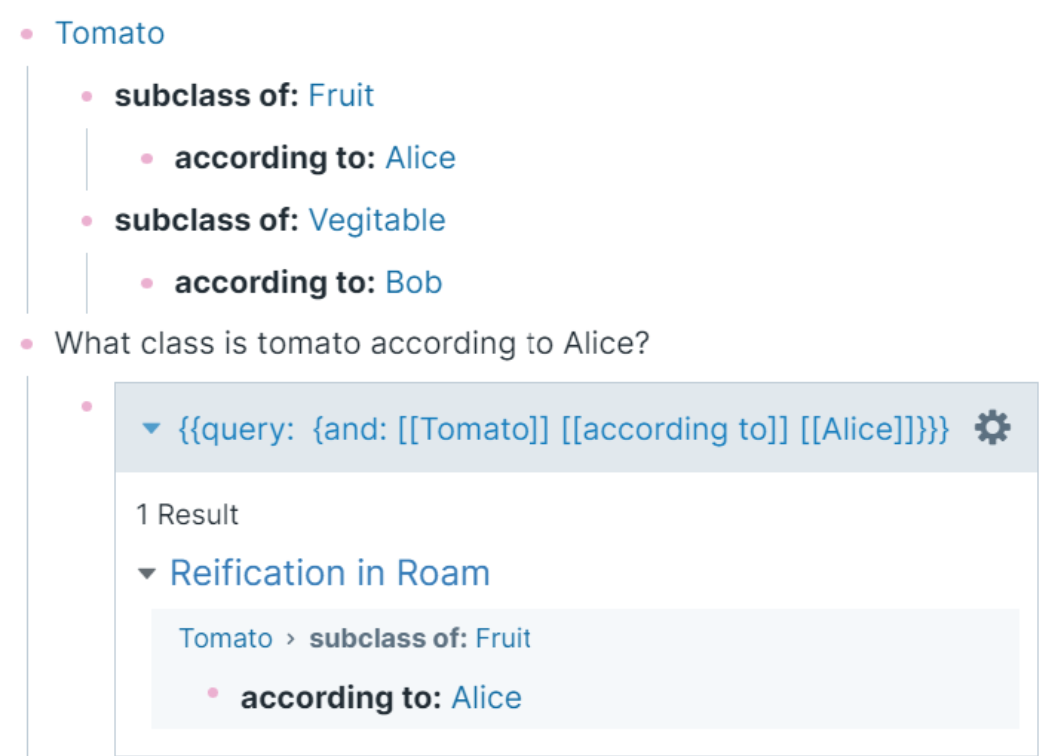 Tomato
subclass of: Fruit
according to: Alice
subclass of: Vegitable
according to: Bob
What class is tomato according to Alice?
{{query: {and: [[Tomato]] [[according to]] [[Alice]]}}}
1 Result
Reification in Roam
Tomato › subclass of: Fruit
according to: Alice